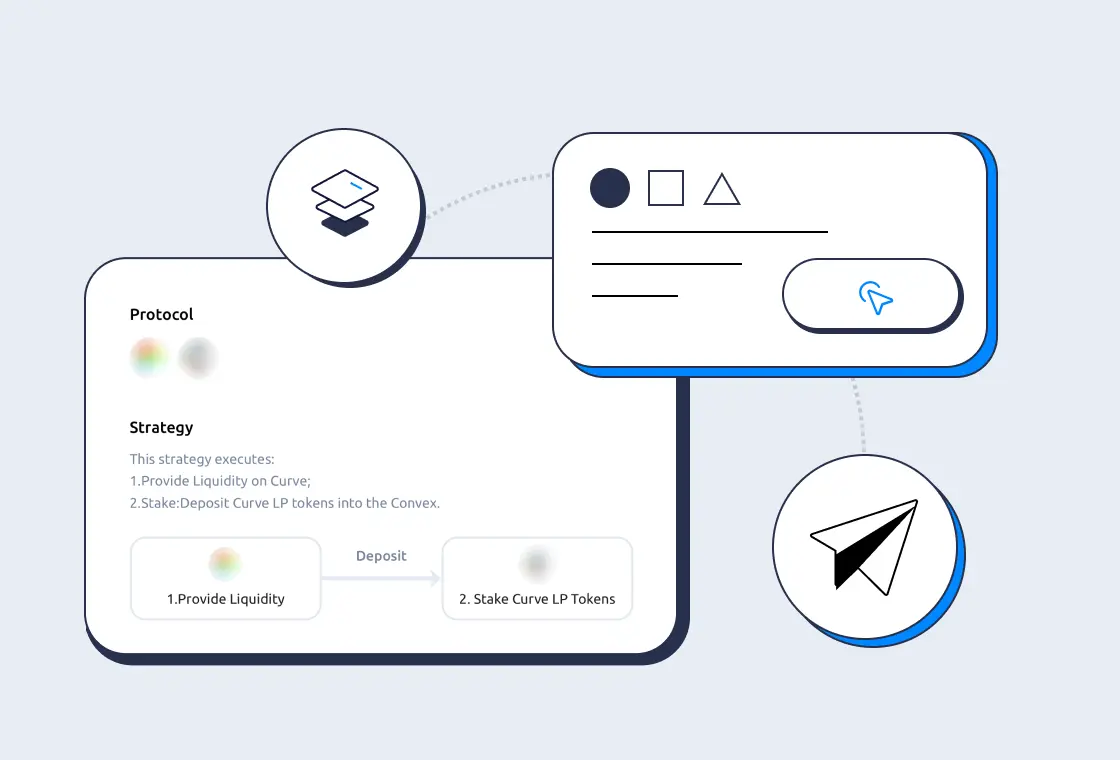 Protocol
Strategy
This strategy executes:
1.Provide Liquidity on Curve;
2.Stake:Deposit Curve LP tokens into the Convex.
Deposit
1.Provide Liquidity
2. Stake Curve LP Tokens